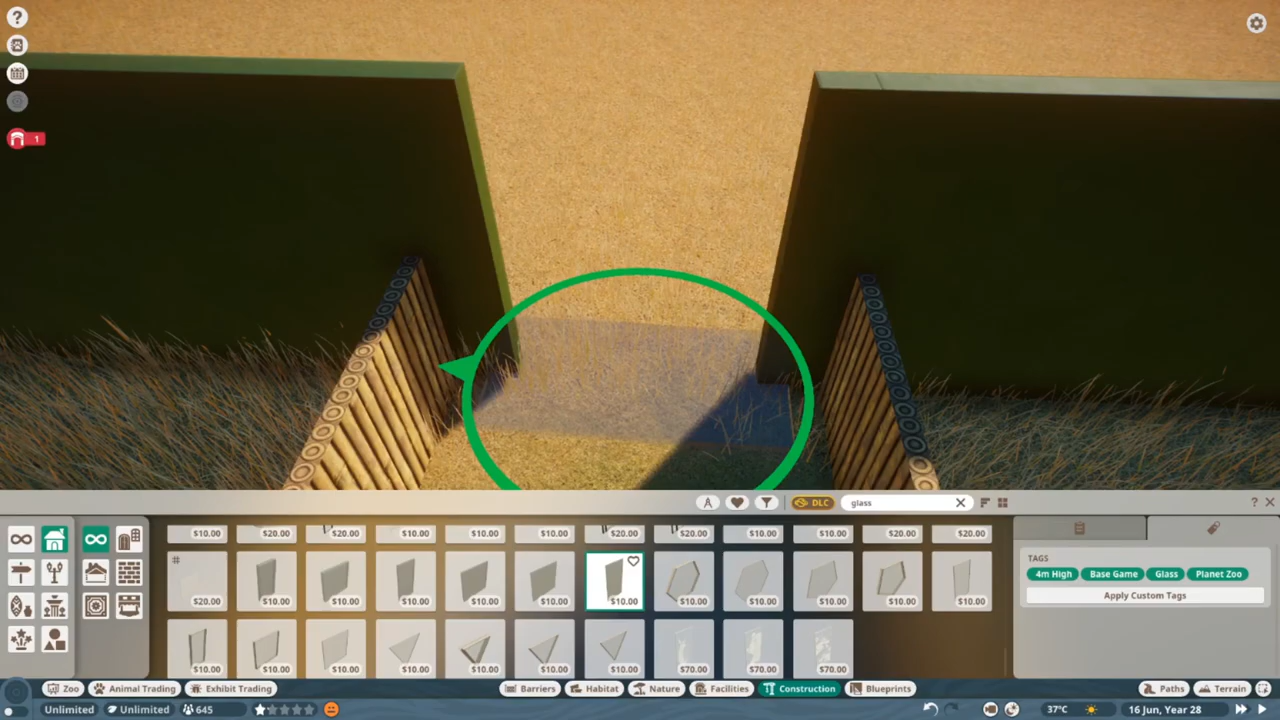 ?
1
A
DLC
glass
? ×
$10.00 $20.00 $20.00 $10.00 $10.00 $10.00 $20.00 $20.00 $10.00 $10.00 $20.00 $20.00
#
$20.00 $10.00 $10.00 $10.00 $10.00 $10.00 $10.00 $10.00 $10.00 $10.00 $10.00 $10.00
$10.00 $10.00 $10.00 $10.00 $10.00 $10.00 $10.00 $70.00 $70.00 $70.00
TAGS
4m High Base Game Glass Planet Zoo
Apply Custom Tags
Zoo Animal Trading Exhibit Trading Barriers Habitat Nature Facilities Construction Blueprints Paths Terrain
Unlimited Unlimited 645 37°C 16 Jun, Year 28